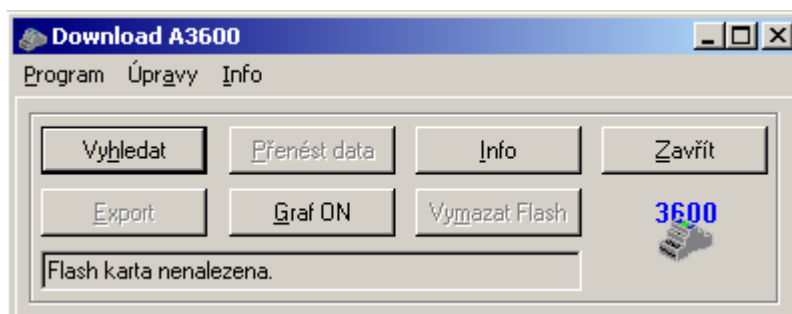 Download A3600
Program Úpravy Info
Vyhledat Přenést data Info Zavřít
Export Graf ON Vymazat Flash 3600
Flash karta nenalezena.